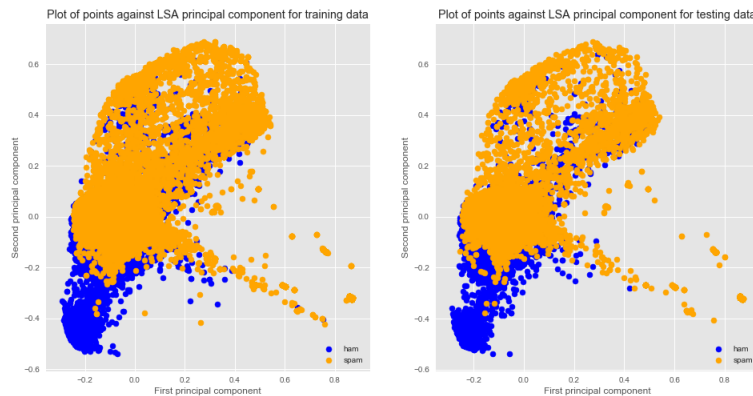 Plot of points against LSA principal component for training data
Second principal component
0.6
0.4
0.2
0.0
−0.2
−0.4
−0.6
−0.2 0.0 0.2 0.4 0.6 0.8
First principal component
ham
spam
Plot of points against LSA principal component for testing data
Second principal component
0.6
0.4
0.2
0.0
−0.2
−0.4
−0.6
−0.2 0.0 0.2 0.4 0.6 0.8
First principal component
ham
spam